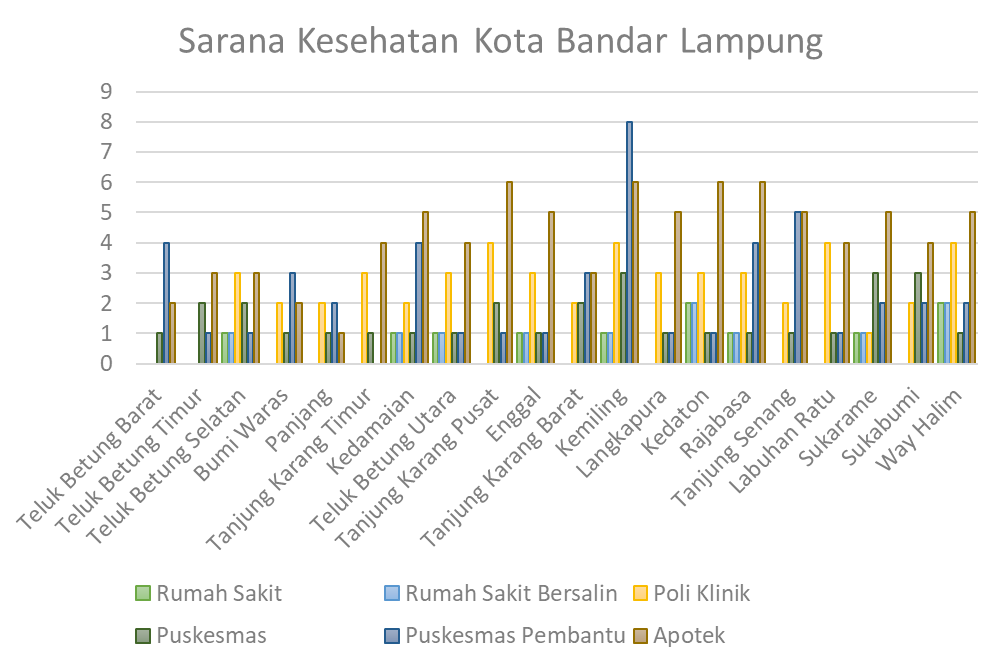 Sarana Kesehatan Kota Bandar Lampung
9
8
7
6
5
4
3
2
1
0
Teluk Betung Barat
Teluk Betung Timur
Teluk Betung Selatan
Bumi Waras
Panjang
Tanjung Karang Timur
Kedamaian
Teluk Betung Utara
Tanjung Karang Pusat
Enggal
Tanjung Karang Barat
Kemiling
Langkapura
Kedaton
Rajabasa
Tanjung Senang
Labuhan Ratu
Sukarame
Sukabumi
Way Halim
Rumah Sakit
Rumah Sakit Bersalin
Poli Klinik
Puskesmas
Puskesmas Pembantu
Apotek